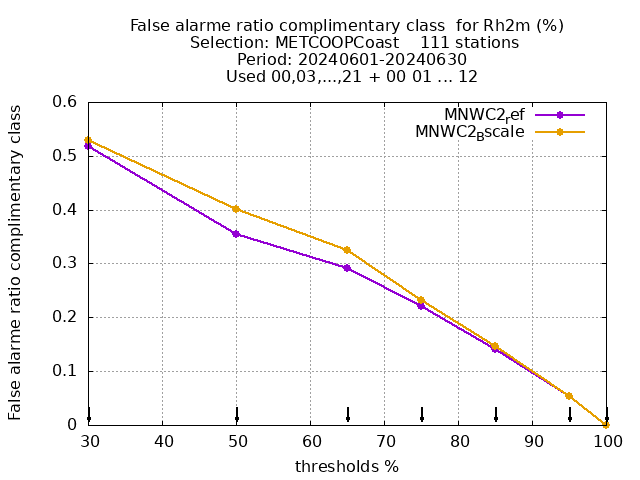 False alarme ratio complimentary class  for Rh2m (%)
Selection: METCOOPCoast    111 stations
Period: 20240601-20240630
Used 00,03,...,21 + 00 01 ... 12
MNWC2ref
MNWC2Bscale
False alarme ratio complimentary class
0.6
0.5
0.4
0.3
0.2
0.1
0
30 40 50 60 70 80 90 100
thresholds %